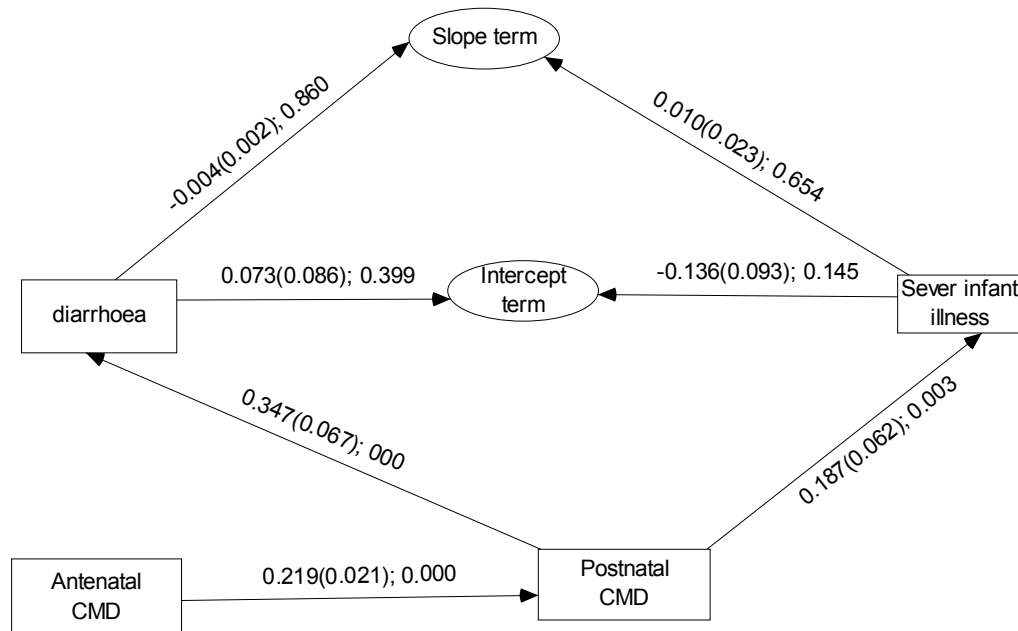 Slope term
-0.004(0.002); 0.860
0.010(0.023); 0.654
diarrhoea
0.073(0.086); 0.399
Intercept
term
-0.136(0.093); 0.145
Sever infant
illness
0.347(0.067); 000
0.187(0.062); 0.003
Antenatal
CMD
0.219(0.021); 0.000
Postnatal
CMD